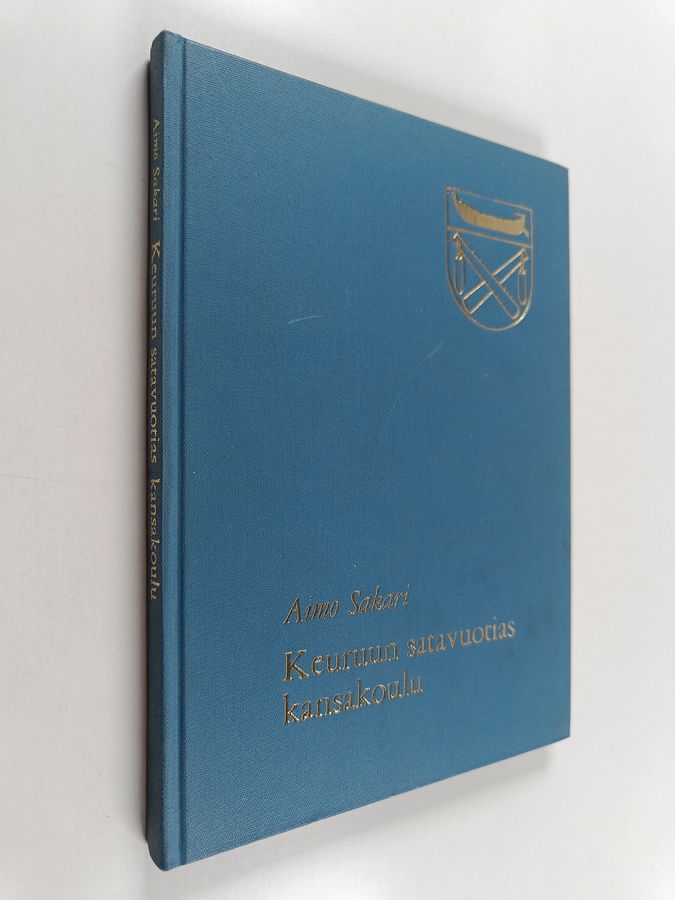 Aimo Sakari Keuruun satavuotias kansakoulu
Aimo Sakari
Keuruun satavuotias
kansakoulu